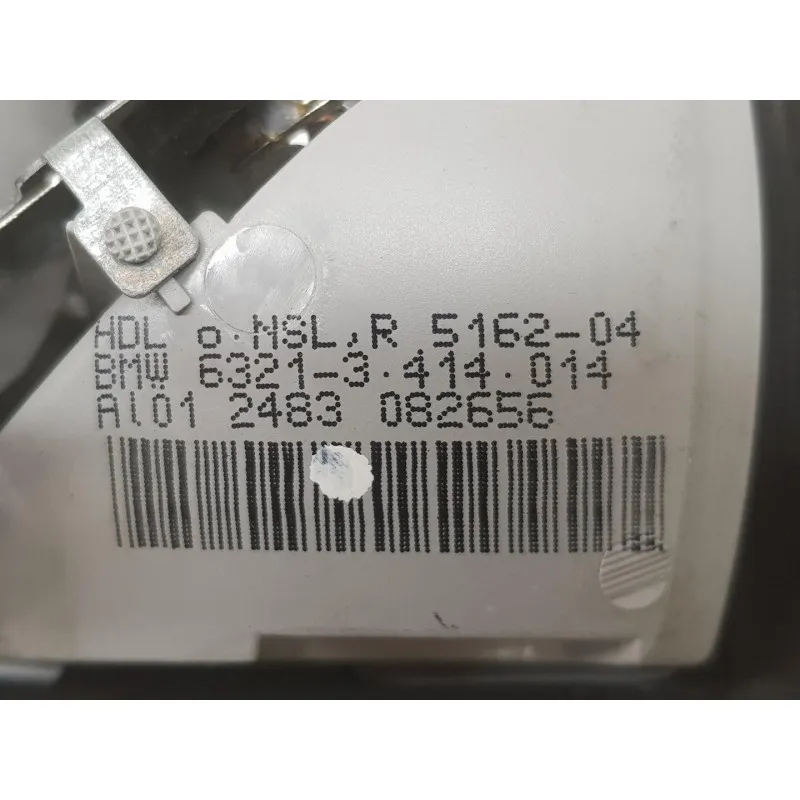 HDL o. NSL,R 5162-04
BMW 6321-3.414.014
Al01 2483 082656